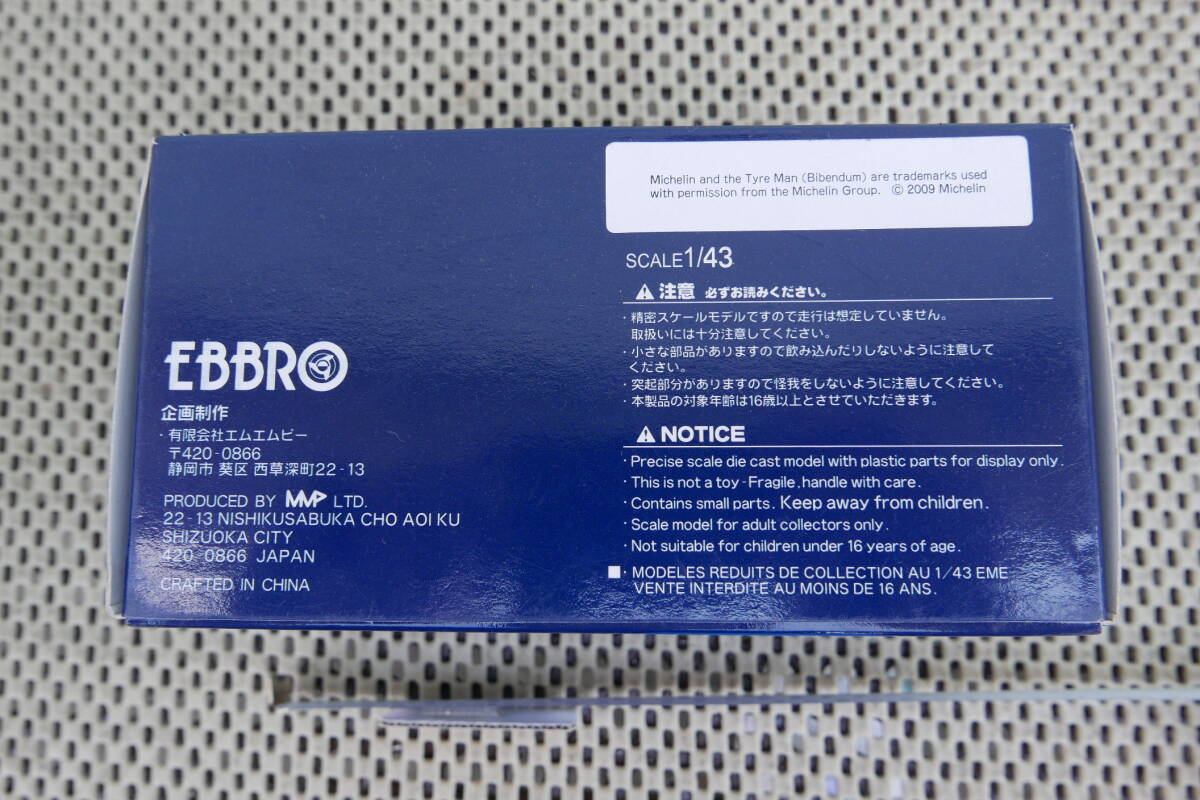 Michelin and the Tyre Man (Bibendum) are trademarks used
with permission from the Michelin Group. © 2009 Michelin
SCALE1/43
注意 必ずお読みください。
・精密スケールモデルですので走行は想定していません。
取扱いには十分注意してください。
・小さな部品がありますので飲み込んだりしないように注意して
ください。
・突起部分がありますので怪我をしないように注意してください。
・本製品の対象年齢は16歳以上とさせていただきます。
NOTICE
・Precise scale die cast model with plastic parts for display only.
・This is not a toy-Fragile,handle with care.
・Contains small parts. Keep away from children.
・Scale model for adult collectors only.
・Not suitable for children under 16 years of age.
■・MODELES REDUITS DE COLLECTION AU 1/43 EME
VENTE INTERDITE AU MOINS DE 16 ANS.
EBBRO
企画制作
・有限会社エムエムピー
〒420-0866
静岡市 葵区 西草深町22-13
PRODUCED BY MMP LTD.
22-13 NISHIKUSABUKA CHO AOI KU
SHIZUOKA CITY
420-0866 JAPAN
CRAFTED IN CHINA